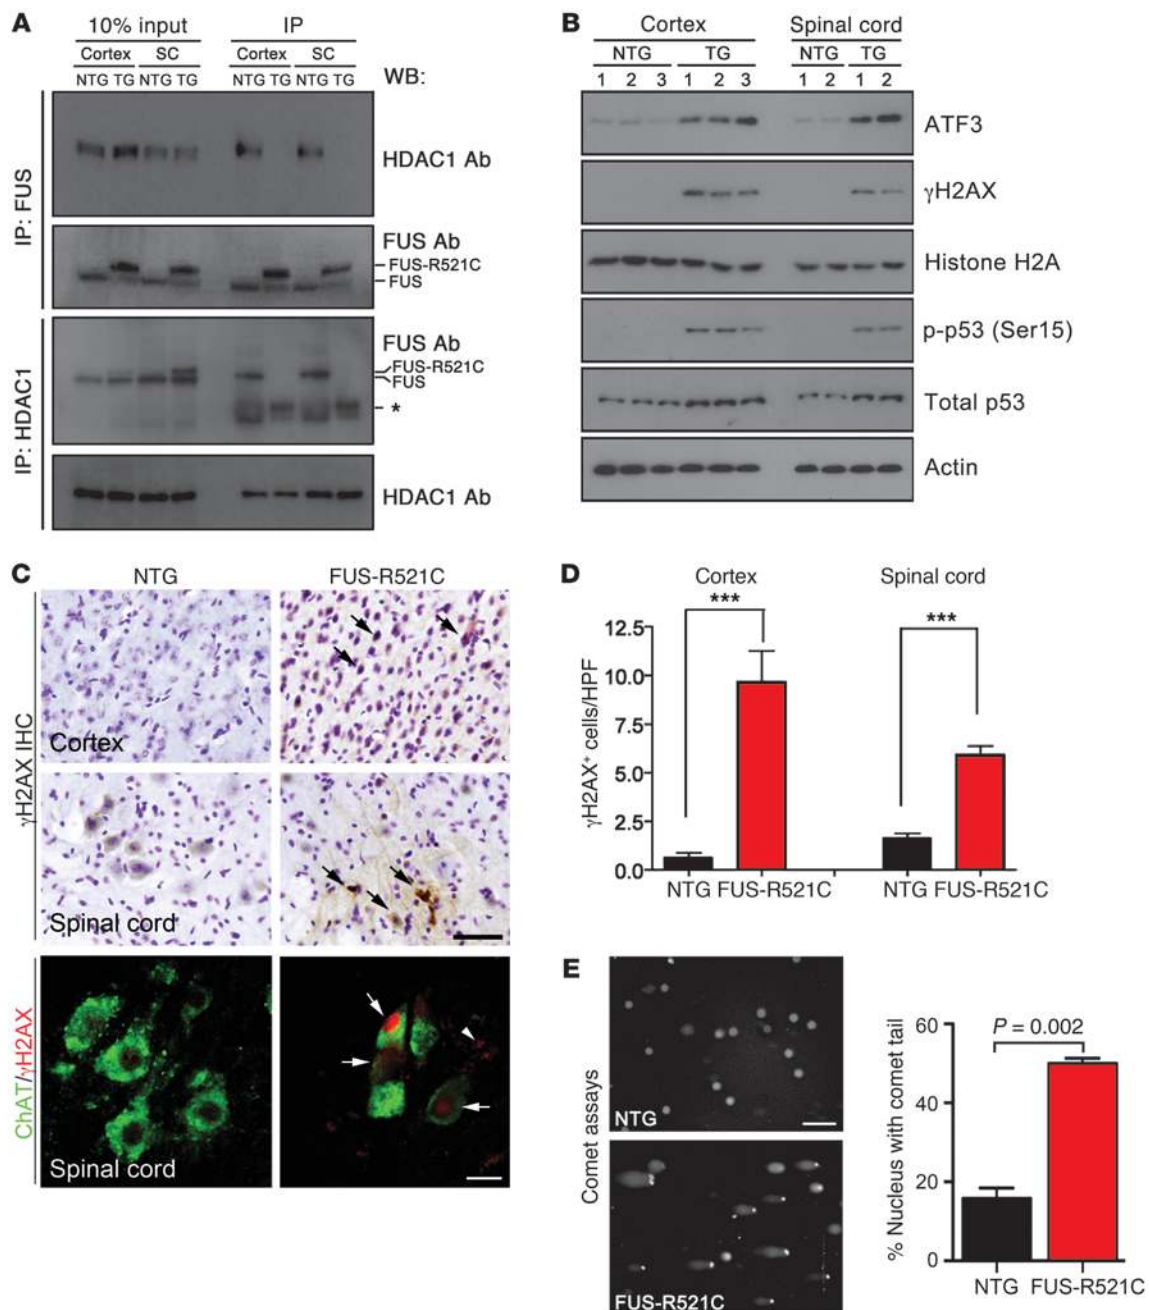 A
10% input IP
Cortex SC Cortex SC
NTG TG NTG TG NTG TG NTG TG WB:
IP: FUS
HDAC1 Ab
FUS Ab
FUS-R521C
FUS
IP: HDAC1
FUS Ab
FUS-R521C
FUS
*
HDAC1 Ab
B
Cortex Spinal cord
NTG TG NTG TG
1 2 3 1 2 3 1 2 1 2
ATF3
γH2AX
Histone H2A
p-p53 (Ser15)
Total p53
Actin
C
NTG FUS-R521C
γH2AX IHC
Cortex
Spinal cord
ChAT/γH2AX
Spinal cord
D
Cortex Spinal cord
*** ***
γH2AX⁺ cells/HPF
12.5
10.0
7.5
5.0
2.5
0.0
NTG FUS-R521C NTG FUS-R521C
E
Comet assays
NTG
FUS-R521C
% Nucleus with comet tail
60
40
20
0
P = 0.002
NTG FUS-R521C